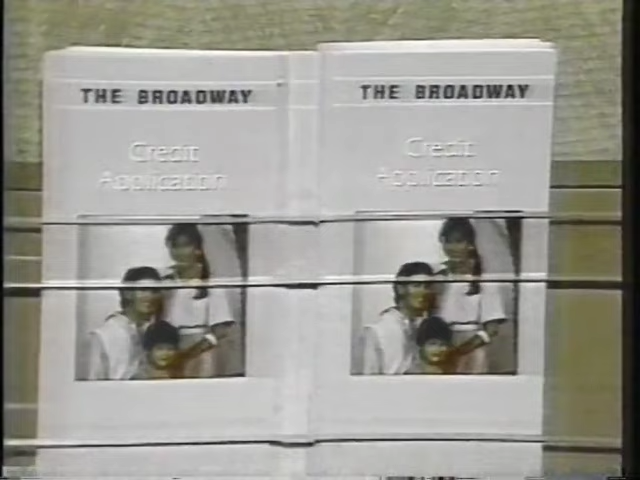 THE BROADWAY
Credit
Application
THE BROADWAY
Credit
Application